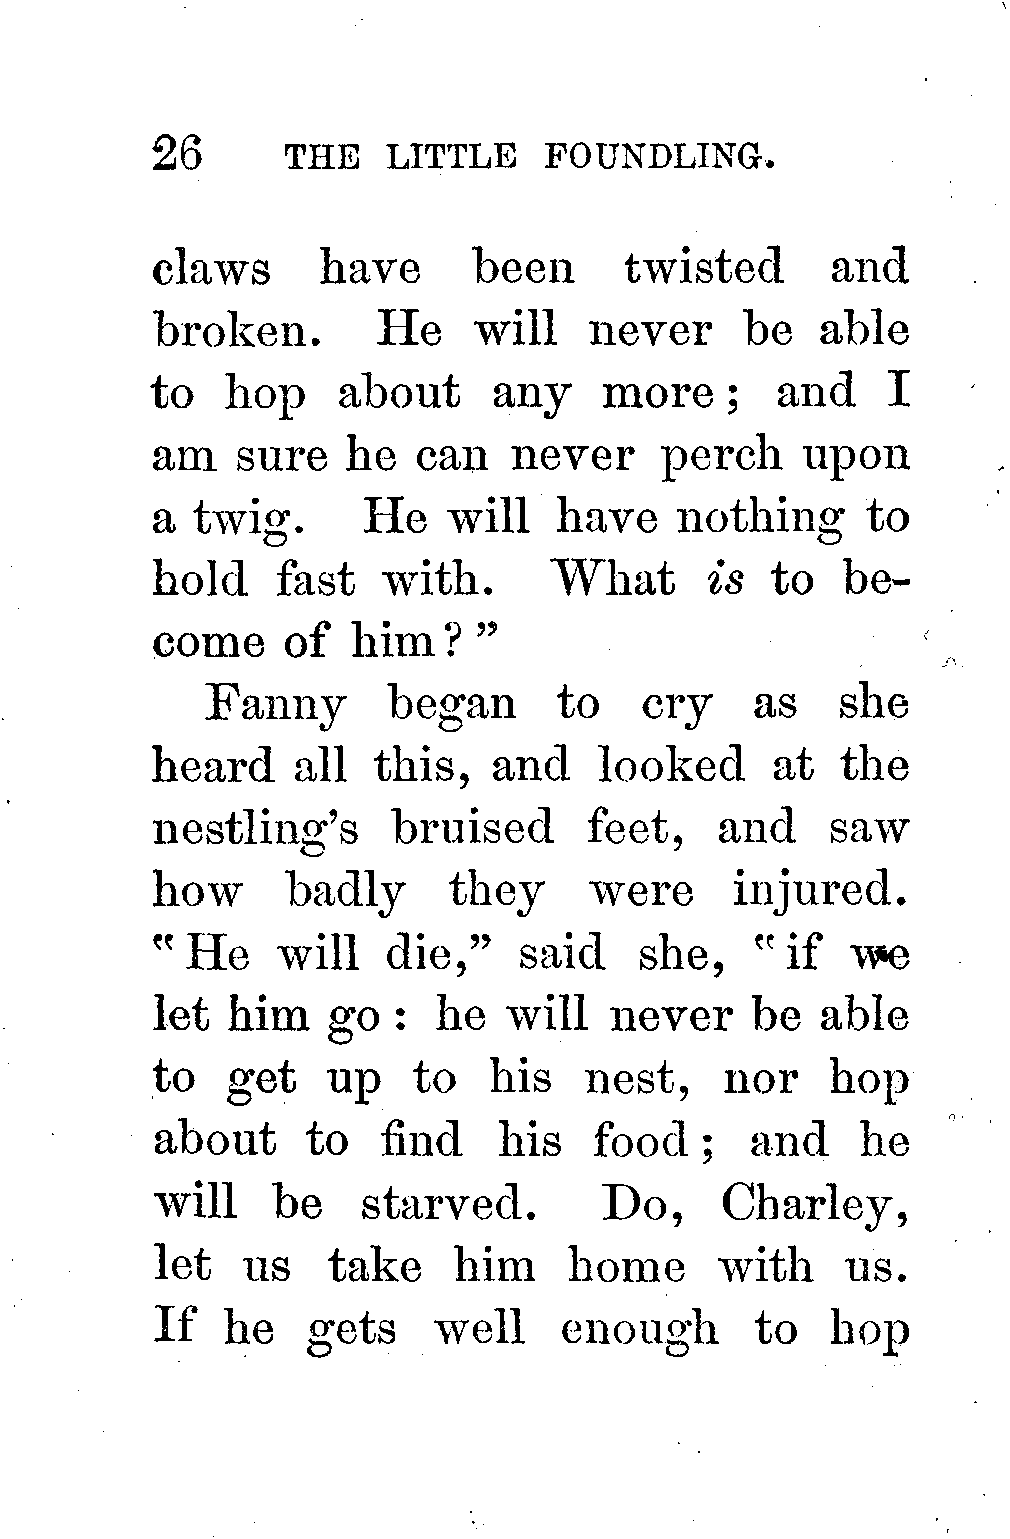 26 THE LITTLE FOUNDLING.
claws have been twisted and
broken. He will never be able
to hop about any more; and I
am sure he can never perch upon
a twig. He will have nothing to
hold fast with. What is to be-
come of him?”
Fanny began to cry as she
heard all this, and looked at the
nestling’s bruised feet, and saw
how badly they were injured.
“He will die,” said she, “if we
let him go: he will never be able
to get up to his nest, nor hop
about to find his food; and he
will be starved. Do, Charley,
let us take him home with us.
If he gets well enough to hop